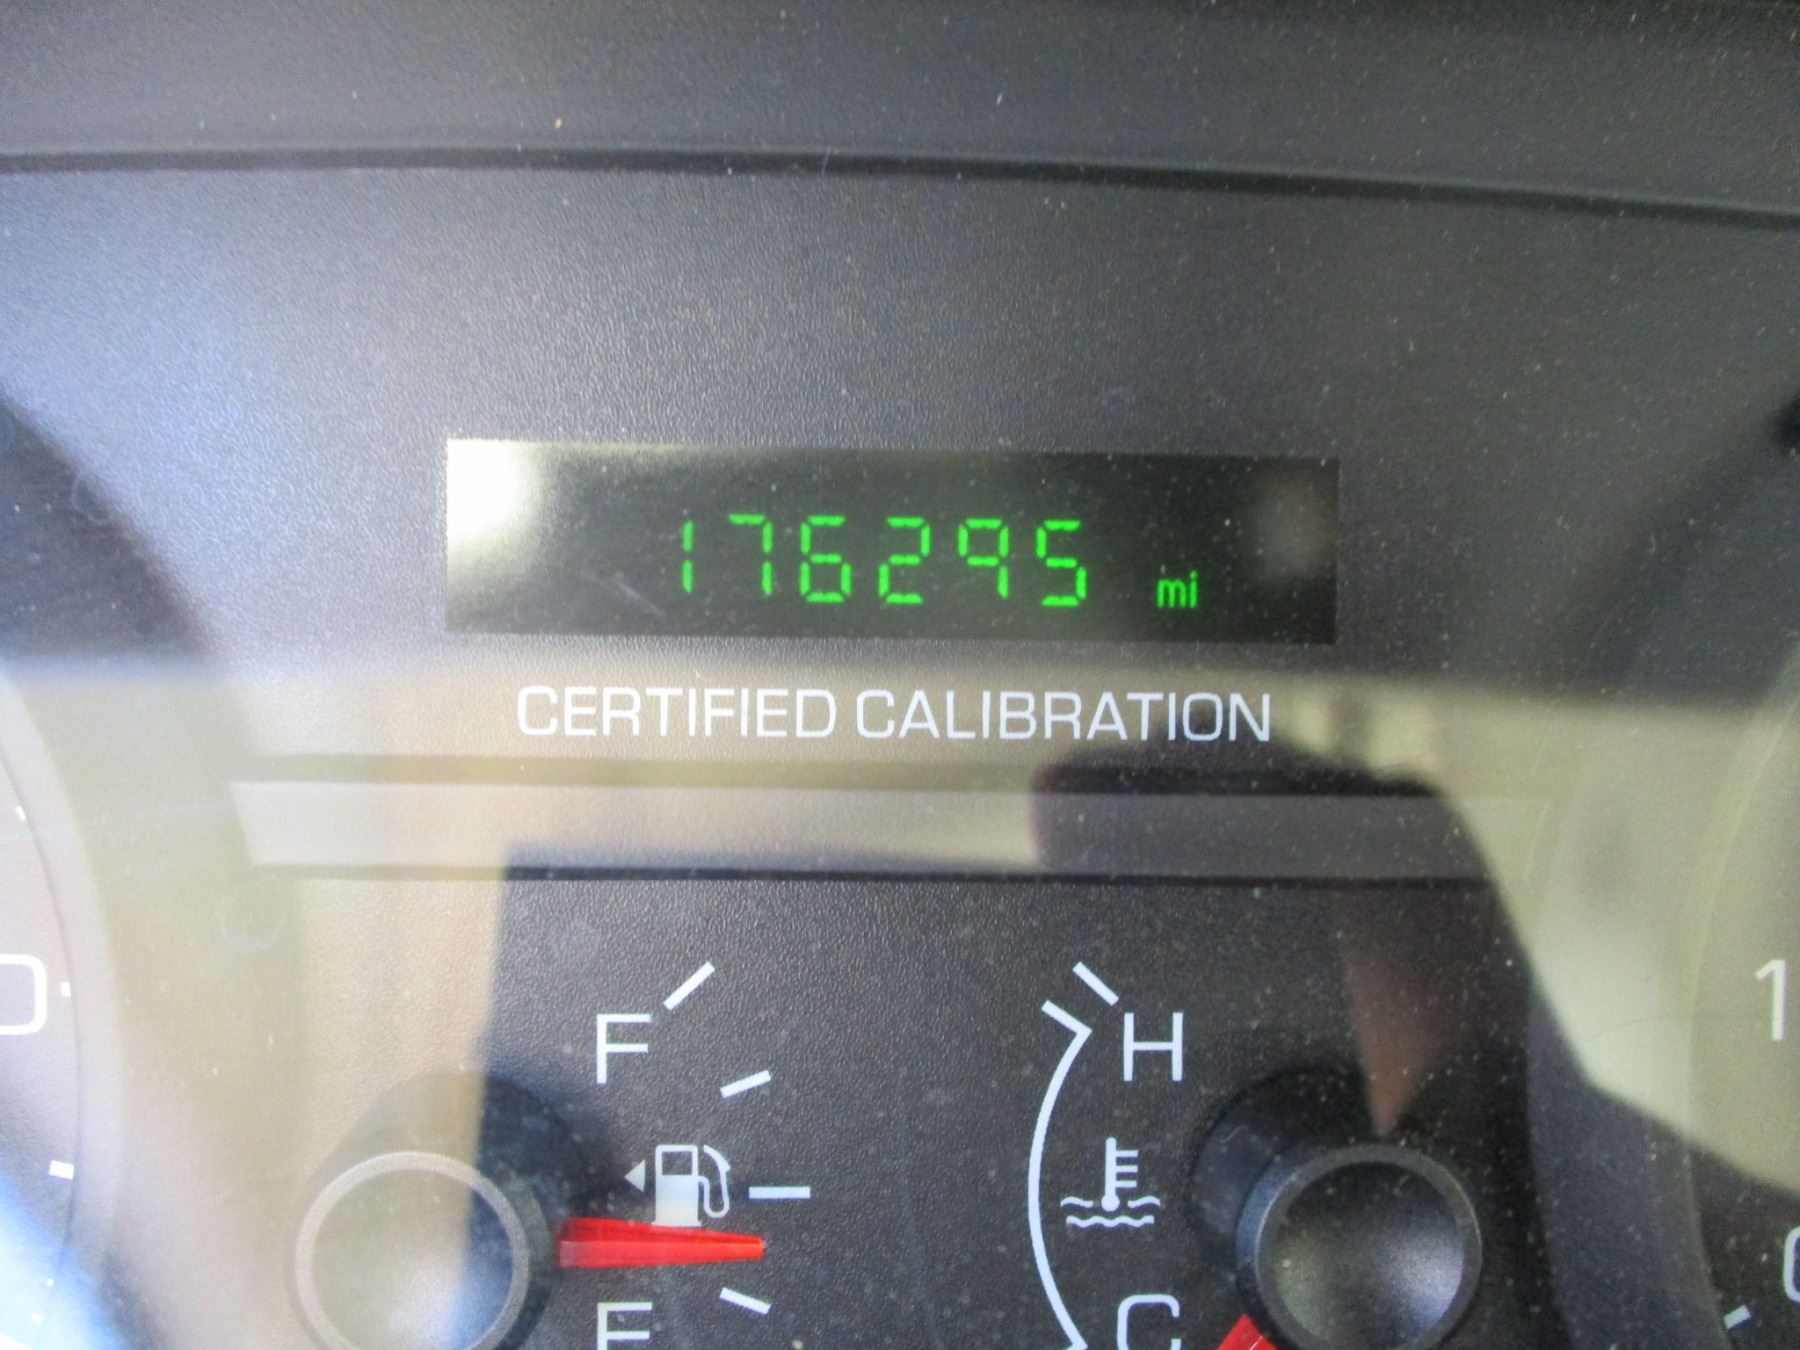 176295 mi
CERTIFIED CALIBRATION
F H
E C